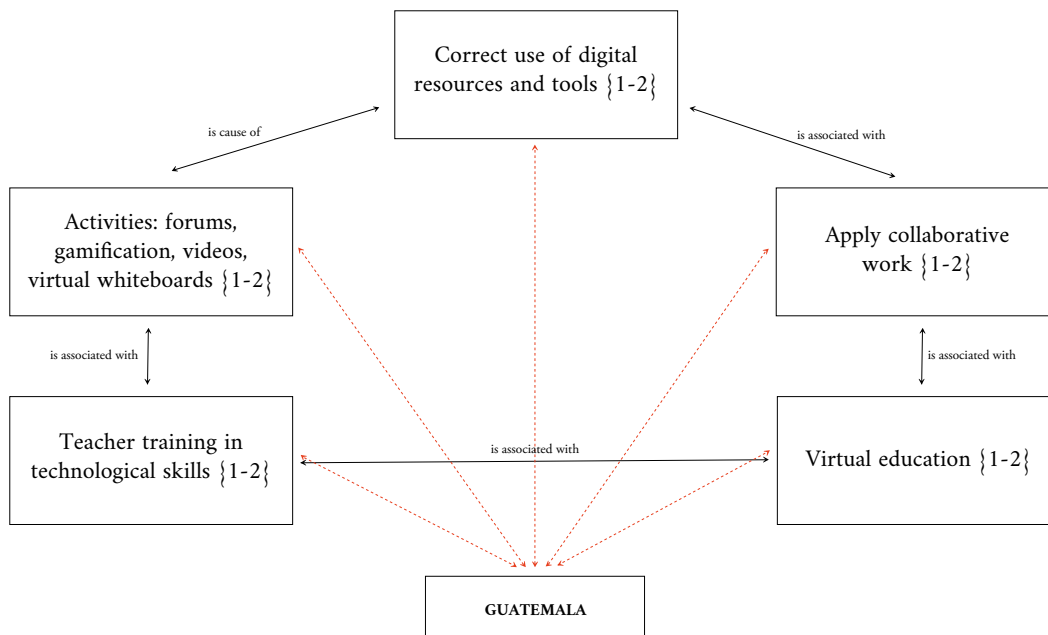 Correct use of digital
resources and tools {1-2}
is cause of
is associated with
Activities: forums,
gamification, videos,
virtual whiteboards {1-2}
Apply collaborative
work {1-2}
is associated with
is associated with
Teacher training in
technological skills {1-2}
is associated with
Virtual education {1-2}
GUATEMALA